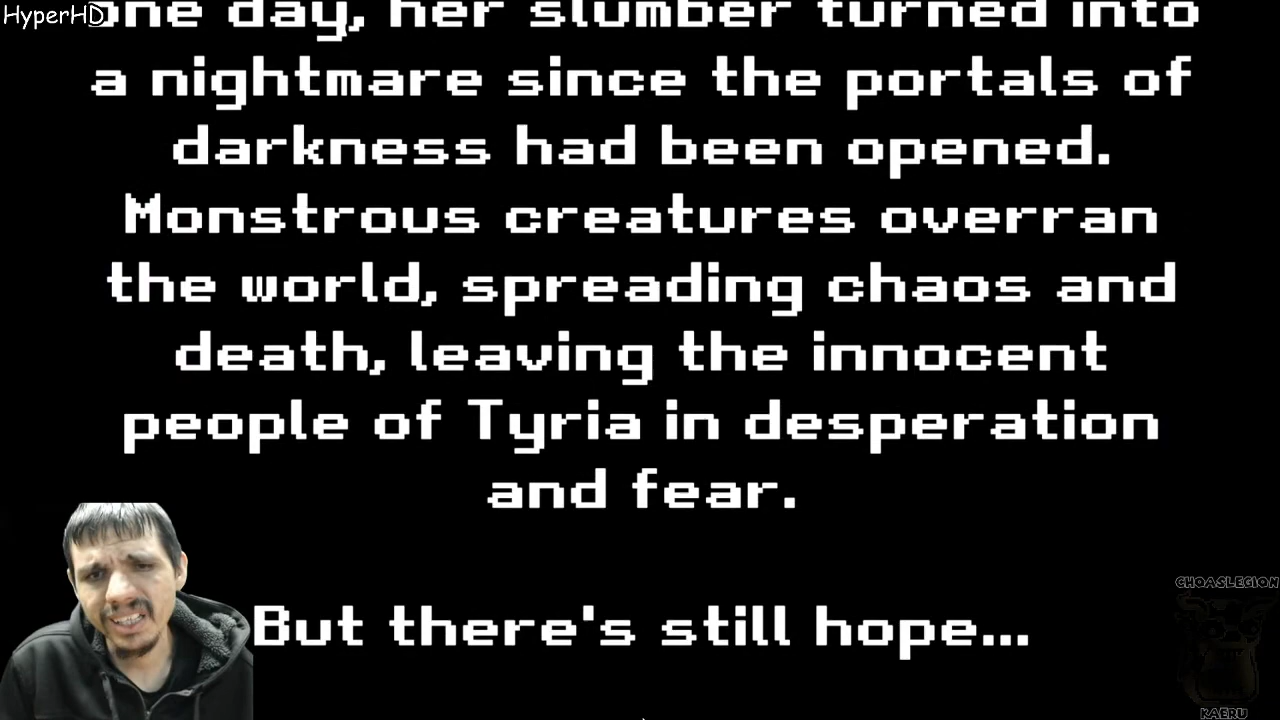 HyperHD
one day, her slumber turned into
a nightmare since the portals of
darkness had been opened.
Monstrous creatures overran
the world, spreading chaos and
death, leaving the innocent
people of Tyria in desperation
and fear.
But there's still hope...
CHOASLEGION
KAERU